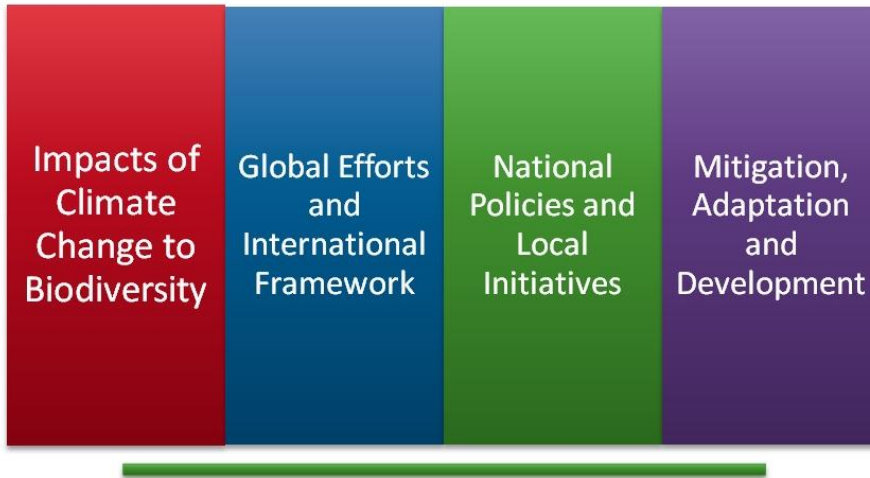 Impacts of
Climate
Change to
Biodiversity
Global Efforts
and
International
Framework
National
Policies and
Local
Initiatives
Mitigation,
Adaptation
and
Development